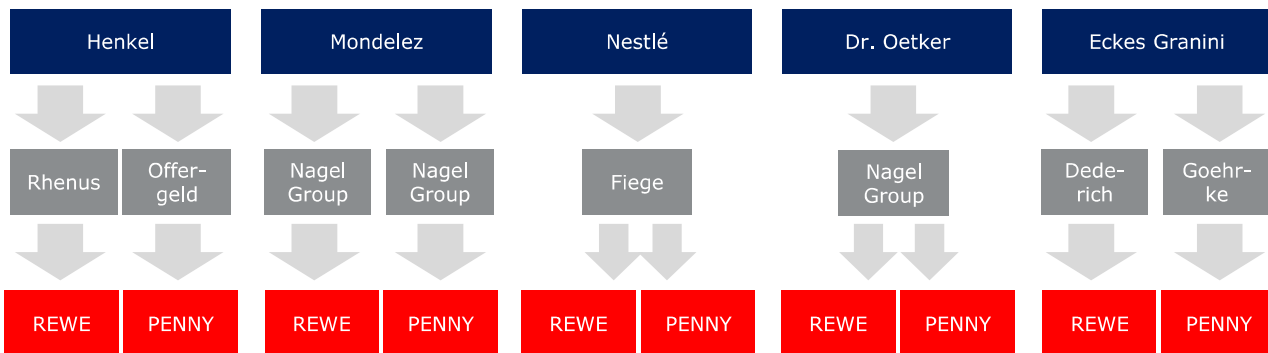 Henkel
Mondelez
Nestlé
Dr. Oetker
Eckes Granini
Rhenus
Offer-
geld
Nagel
Group
Nagel
Group
Fiege
Nagel
Group
Dede-
rich
Goehr-
ke
REWE
PENNY
REWE
PENNY
REWE
PENNY
REWE
PENNY
REWE
PENNY